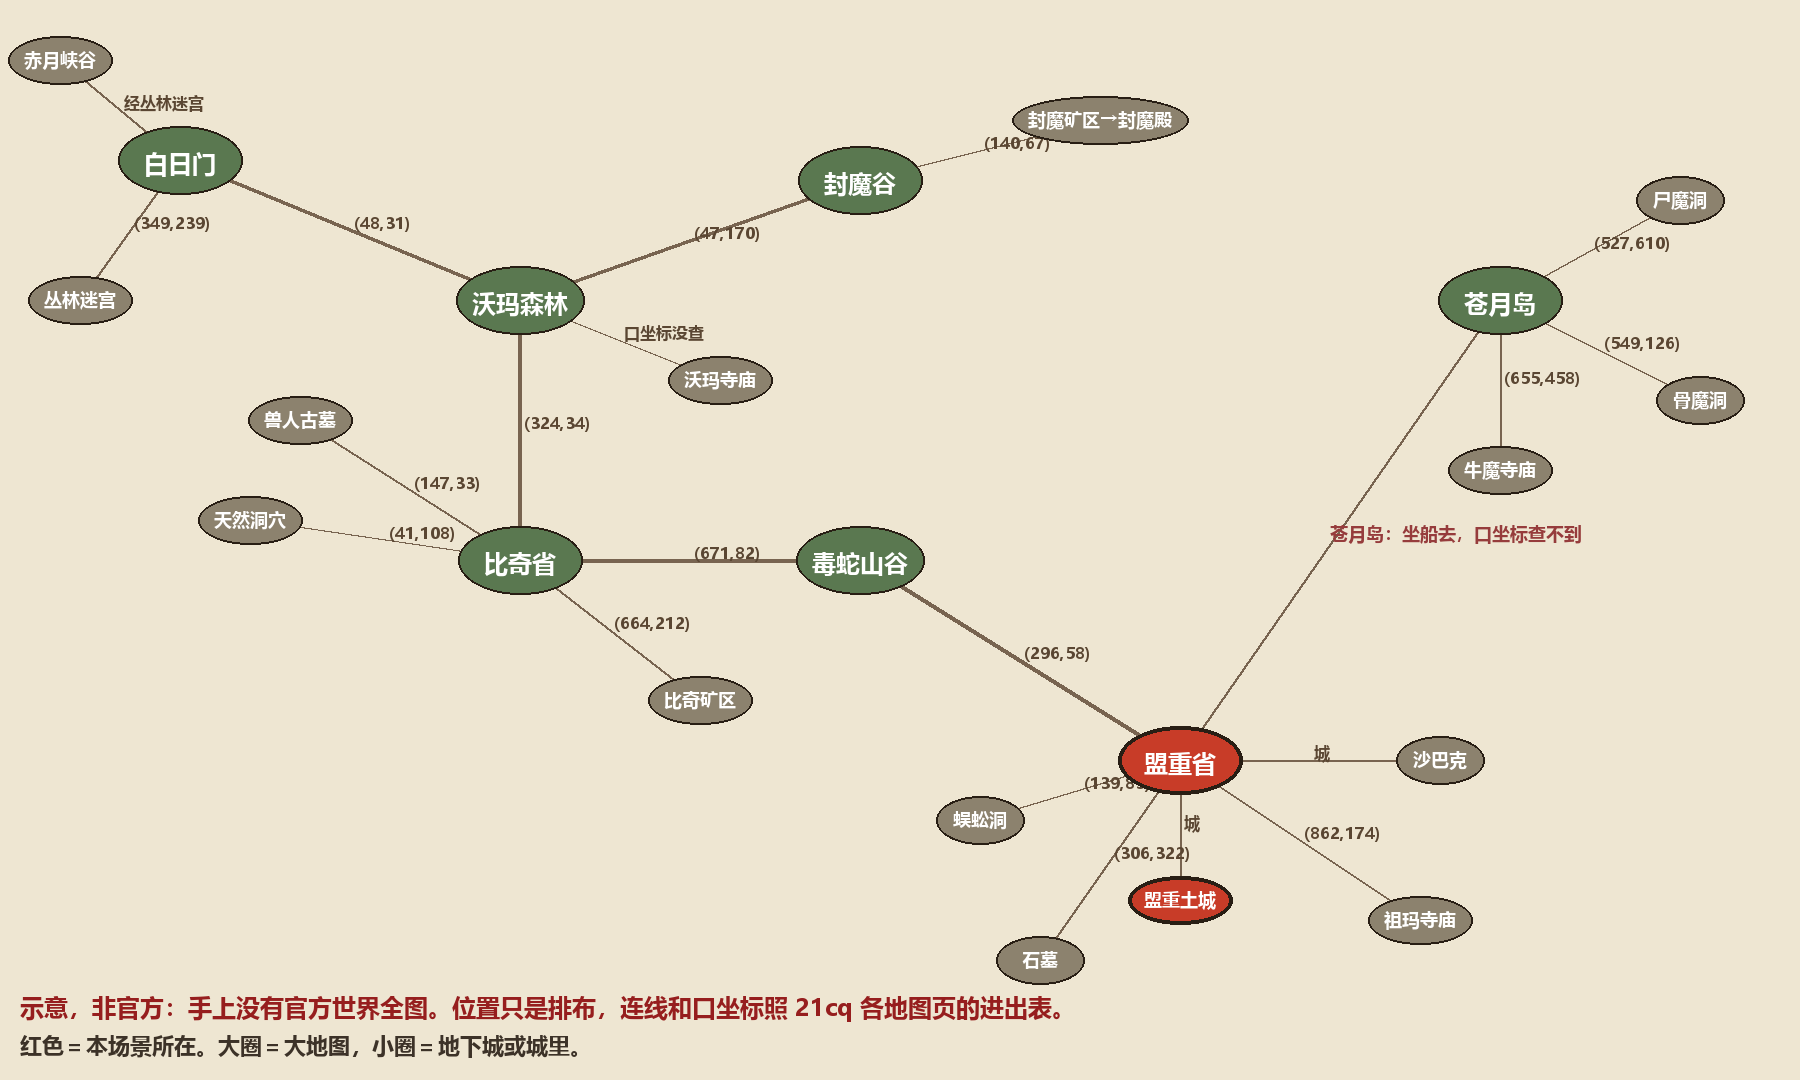 赤月峡谷
经丛林迷宫
封魔矿区→封魔殿
(140,67)
白日门
封魔谷
尸魔洞
(349,239)
(48,31)
(47,170)
(527,610)
丛林迷宫
沃玛森林
苍月岛
口坐标没查
(549,126)
沃玛寺庙
(655,458)
骨魔洞
兽人古墓
(324,34)
牛魔寺庙
(147,33)
天然洞穴
(41,108)
苍月岛：坐船去，口坐标查不到
比奇省
(671,82)
毒蛇山谷
(664,212)
(296,58)
比奇矿区
盟重省
城
沙巴克
(139,8
蜈蚣洞
城
(862,174)
(306,322)
盟重土城
祖玛寺庙
石墓
示意，非官方：手上没有官方世界全图。位置只是排布，连线和口坐标照 21cq 各地图页的进出表。
红色＝本场景所在。大圈＝大地图，小圈＝地下城或城里。